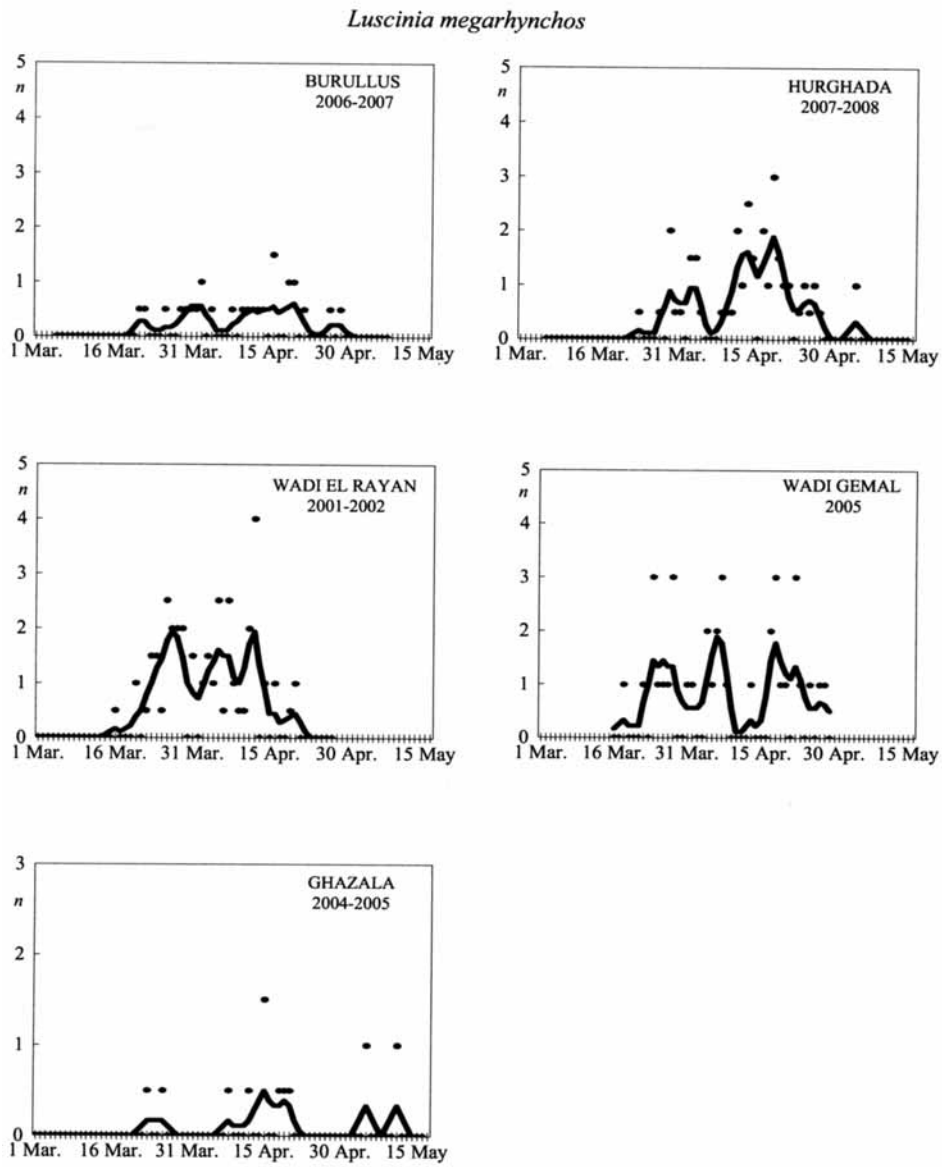 Luscinia megarhynchos
BURULLUS
2006-2007
5
n
4
3
2
1
0
1 Mar. 16 Mar. 31 Mar. 15 Apr. 30 Apr. 15 May
HURGHADA
2007-2008
5
n
4
3
2
1
0
1 Mar. 16 Mar. 31 Mar. 15 Apr. 30 Apr. 15 May
WADI EL RAYAN
2001-2002
5
n
4
3
2
1
0
1 Mar. 16 Mar. 31 Mar. 15 Apr. 30 Apr. 15 May
WADI GEMAL
2005
5
n
4
3
2
1
0
1 Mar. 16 Mar. 31 Mar. 15 Apr. 30 Apr. 15 May
GHAZALA
2004-2005
3
n
2
1
0
1 Mar. 16 Mar. 31 Mar. 15 Apr. 30 Apr. 15 May